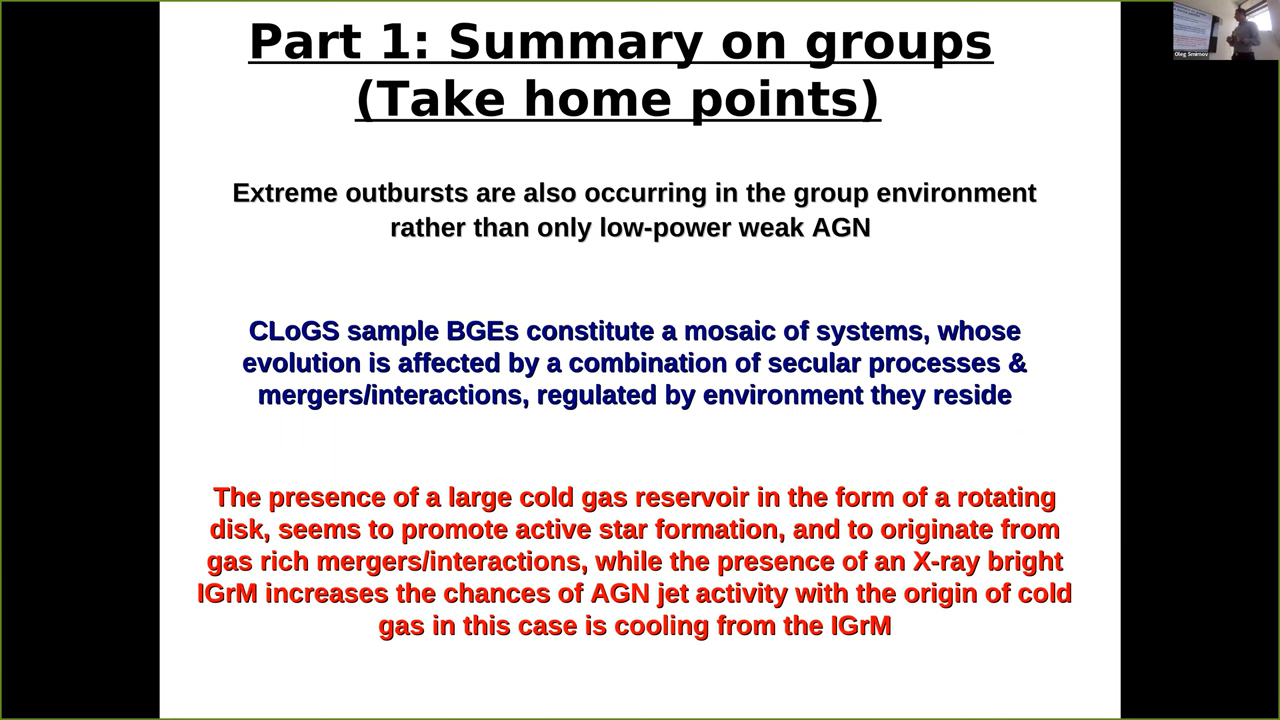 Part 1: Summary on groups
(Take home points)
Extreme outbursts are also occurring in the group environment
rather than only low-power weak AGN
CLoGS sample BGEs constitute a mosaic of systems, whose
evolution is affected by a combination of secular processes &
mergers/interactions, regulated by environment they reside
The presence of a large cold gas reservoir in the form of a rotating
disk, seems to promote active star formation, and to originate from
gas rich mergers/interactions, while the presence of an X-ray bright
IGrM increases the chances of AGN jet activity with the origin of cold
gas in this case is cooling from the IGrM
Oleg Smirnov